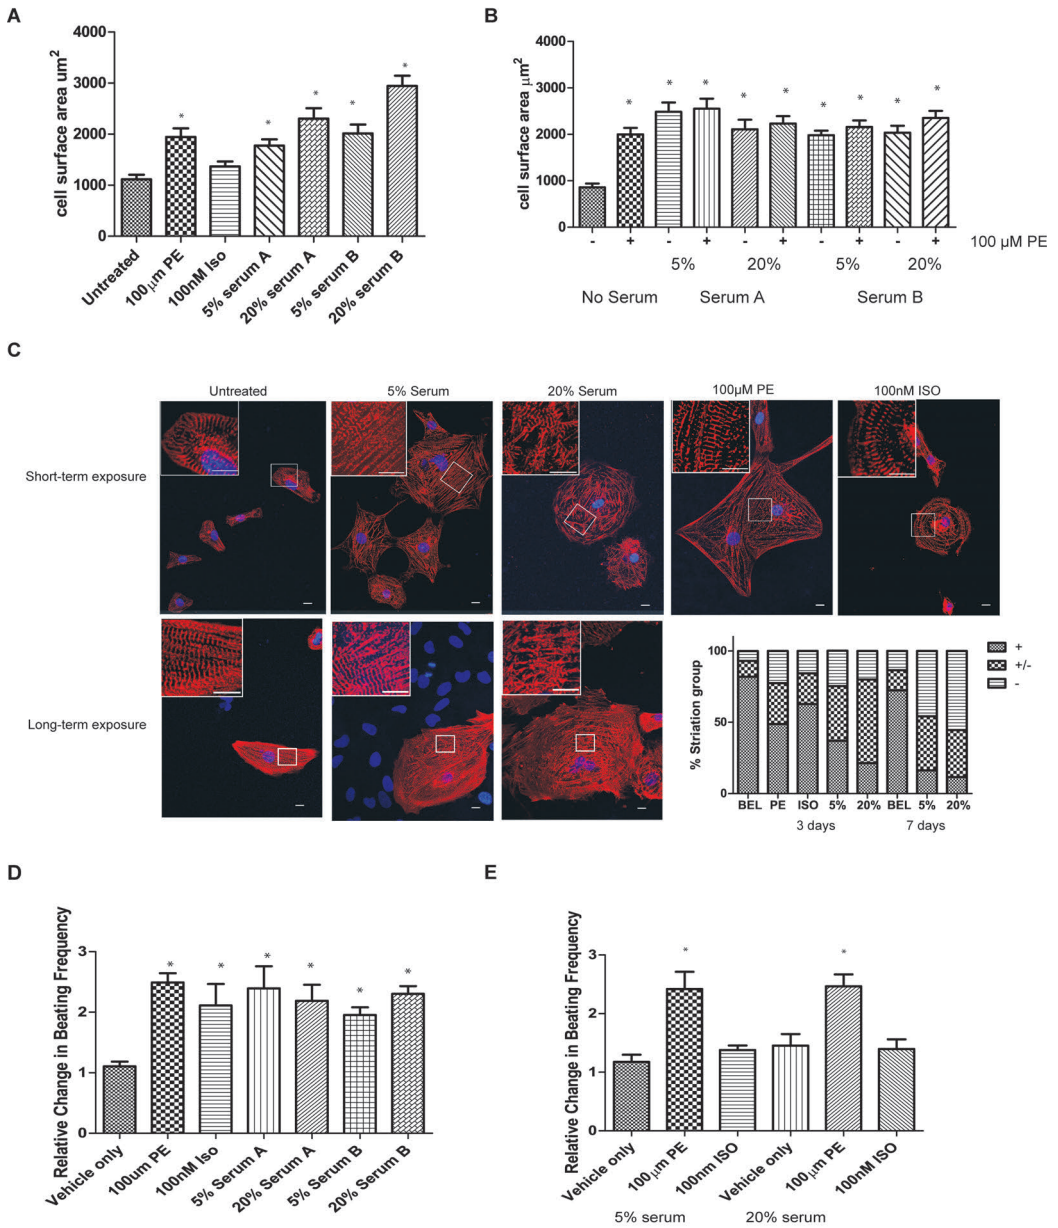 A
cell surface area um²
4000
3000
2000
1000
0
* * * * *
Untreated
100µm PE
100nM Iso
5% serum A
20% serum A
5% serum B
20% serum B
B
cell surface area µm²
4000
3000
2000
1000
0
* * * * * * * * *
- + - + - + - + - + 100 µM PE
5% 20% 5% 20%
No Serum Serum A Serum B
C
Untreated 5% Serum 20% Serum 100µM PE 100nM ISO
Short-term exposure
Long-term exposure
% Striation group
100
50
0
BEL PE ISO 5% 20% BEL 5% 20%
3 days 7 days
+
+/-
-
D
Relative Change in Beating Frequency
3
2
1
0
* * * * * *
Vehicle only
100um PE
100nM Iso
5% Serum A
20% Serum A
5% Serum B
20% Serum B
E
Relative Change in Beating Frequency
3
2
1
0
* *
Vehicle only
100µm PE
100nm ISO
Vehicle only
100µm PE
100nM ISO
5% serum 20% serum